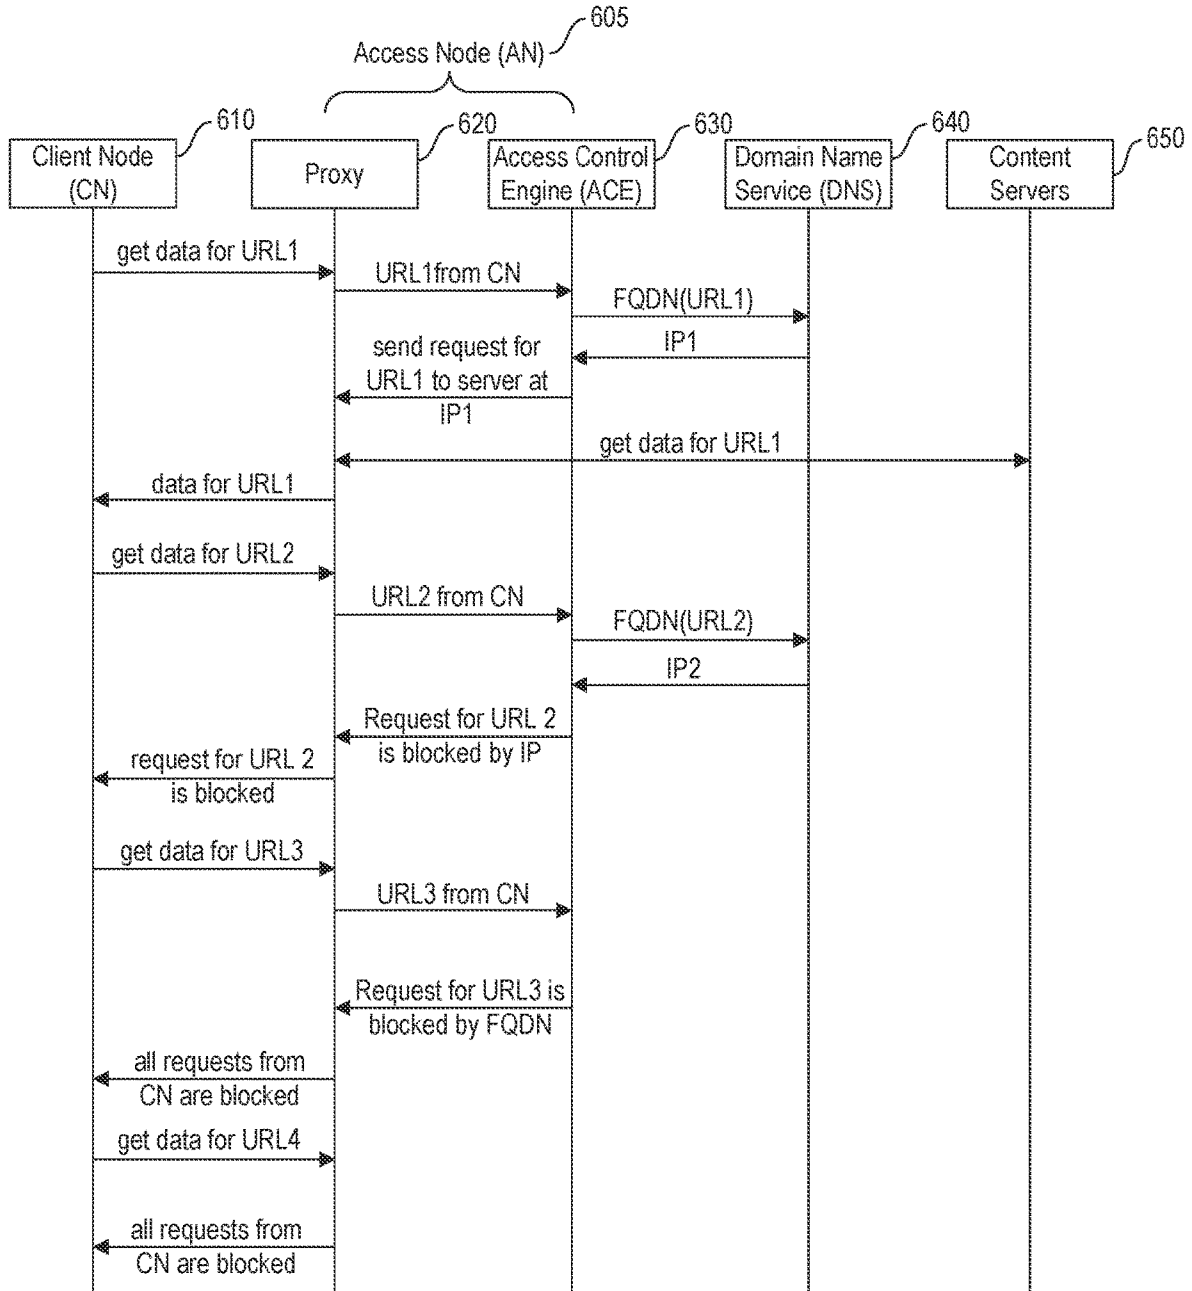 605
Access Node (AN)
610
620
630
640
650
Client Node
(CN)
Proxy
Access Control
Engine (ACE)
Domain Name
Service (DNS)
Content
Servers
get data for URL1
URL1from CN
FQDN(URL1)
IP1
send request for
URL1 to server at
IP1
get data for URL1
data for URL1
get data for URL2
URL2 from CN
FQDN(URL2)
IP2
Request for URL 2
is blocked by IP
request for URL 2
is blocked
get data for URL3
URL3 from CN
Request for URL3 is
blocked by FQDN
all requests from
CN are blocked
get data for URL4
all requests from
CN are blocked